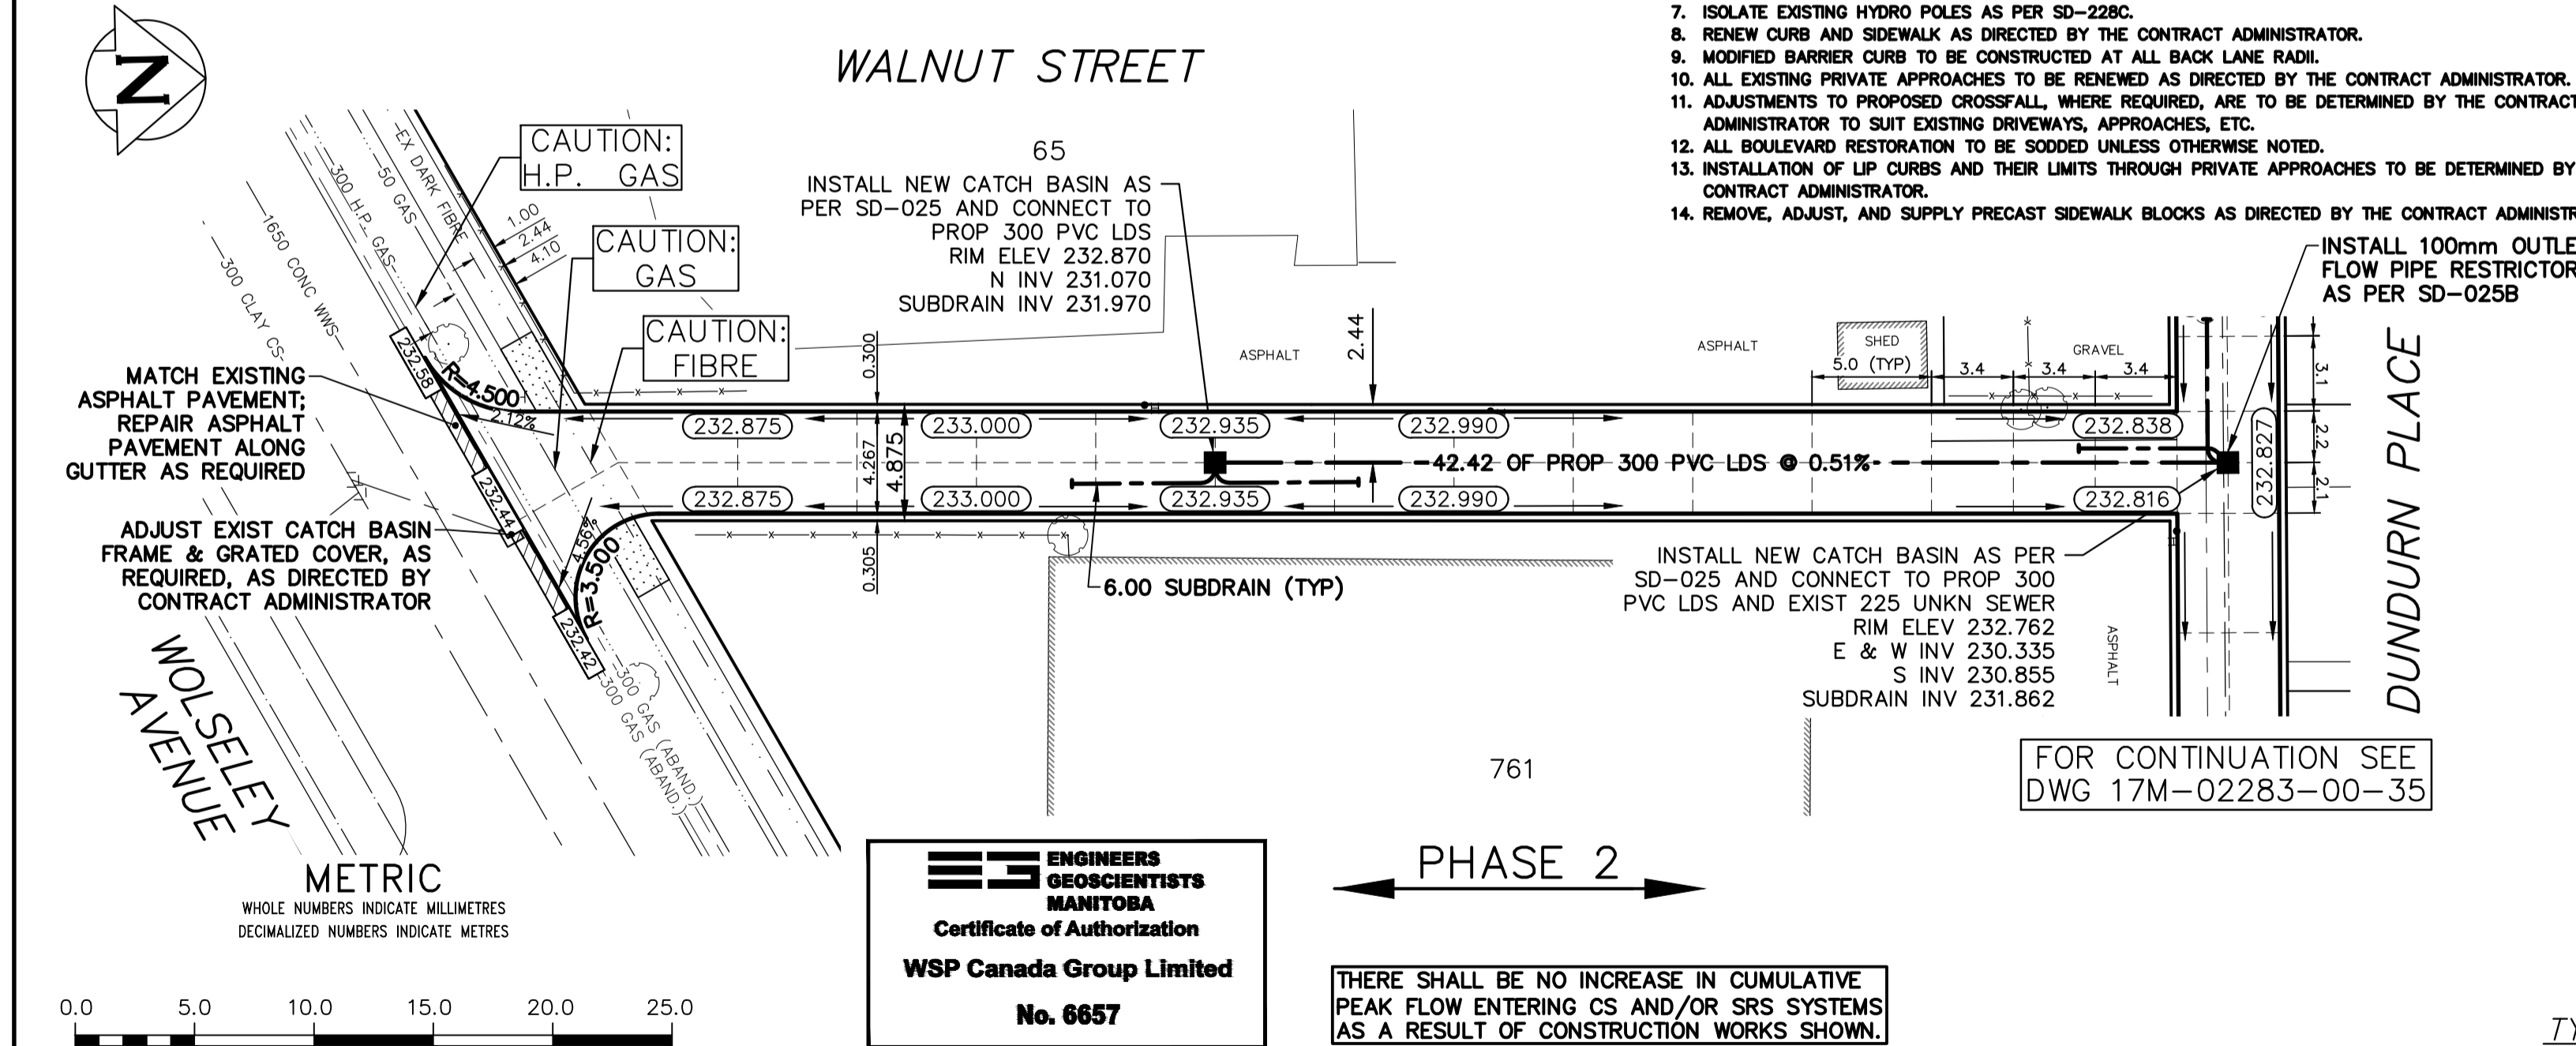 N
WALNUT STREET
7. ISOLATE EXISTING HYDRO POLES AS PER SD-228C.
8. RENEW CURB AND SIDEWALK AS DIRECTED BY THE CONTRACT ADMINISTRATOR.
9. MODIFIED BARRIER CURB TO BE CONSTRUCTED AT ALL BACK LANE RADII.
10. ALL EXISTING PRIVATE APPROACHES TO BE RENEWED AS DIRECTED BY THE CONTRACT ADMINISTRATOR.
11. ADJUSTMENTS TO PROPOSED CROSSFALL, WHERE REQUIRED, ARE TO BE DETERMINED BY THE CONTRACT
ADMINISTRATOR TO SUIT EXISTING DRIVEWAYS, APPROACHES, ETC.
12. ALL BOULEVARD RESTORATION TO BE SODDED UNLESS OTHERWISE NOTED.
13. INSTALLATION OF LIP CURBS AND THEIR LIMITS THROUGH PRIVATE APPROACHES TO BE DETERMINED BY
CONTRACT ADMINISTRATOR.
14. REMOVE, ADJUST, AND SUPPLY PRECAST SIDEWALK BLOCKS AS DIRECTED BY THE CONTRACT ADMINISTR
CAUTION:
H.P. GAS
CAUTION:
GAS
CAUTION:
FIBRE
EX DARK FIBRE
50 GAS
300 H.P. GAS
1650 CONC WWS
300 CLAY CS
1.00
2.44
4.10
65
INSTALL NEW CATCH BASIN AS
PER SD-025 AND CONNECT TO
PROP 300 PVC LDS
RIM ELEV 232.870
N INV 231.070
SUBDRAIN INV 231.970
INSTALL 100mm OUTLE
FLOW PIPE RESTRICTOR
AS PER SD-025B
MATCH EXISTING
ASPHALT PAVEMENT;
REPAIR ASPHALT
PAVEMENT ALONG
GUTTER AS REQUIRED
ADJUST EXIST CATCH BASIN
FRAME & GRATED COVER, AS
REQUIRED, AS DIRECTED BY
CONTRACT ADMINISTRATOR
232.58
232.44
232.42
R=4.500
2.12%
4.56%
R=3.500
0.300
4.267
4.875
0.305
2.44
ASPHALT
ASPHALT
SHED
5.0 (TYP)
GRAVEL
3.4
3.4
3.4
3.1
2.2
2.1
232.875
233.000
232.935
232.990
232.838
232.827
42.42 OF PROP 300 PVC LDS @ 0.51%
232.875
233.000
232.935
232.990
232.816
6.00 SUBDRAIN (TYP)
INSTALL NEW CATCH BASIN AS PER
SD-025 AND CONNECT TO PROP 300
PVC LDS AND EXIST 225 UNKN SEWER
RIM ELEV 232.762
E & W INV 230.335
S INV 230.855
SUBDRAIN INV 231.862
ASPHALT
DUNDURN PLACE
300 GAS (ABAND.)
300 GAS (ABAND.)
WOLSELEY
AVENUE
761
FOR CONTINUATION SEE
DWG 17M-02283-00-35
METRIC
WHOLE NUMBERS INDICATE MILLIMETRES
DECIMALIZED NUMBERS INDICATE METRES
ENGINEERS
GEOSCIENTISTS
MANITOBA
Certificate of Authorization
WSP Canada Group Limited
No. 6657
PHASE 2
THERE SHALL BE NO INCREASE IN CUMULATIVE
PEAK FLOW ENTERING CS AND/OR SRS SYSTEMS
AS A RESULT OF CONSTRUCTION WORKS SHOWN.
0.0 5.0 10.0 15.0 20.0 25.0
TY